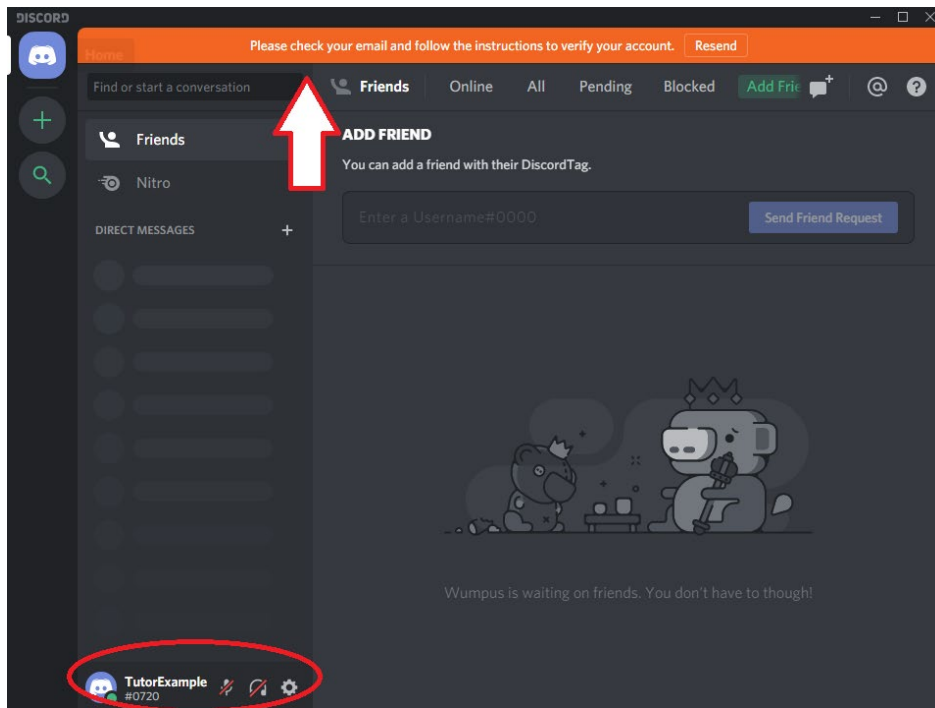 DISCORD
Home
Please check your email and follow the instructions to verify your account. Resend
Find or start a conversation
Friends Online All Pending Blocked Add Frie
Friends
Nitro
DIRECT MESSAGES
ADD FRIEND
You can add a friend with their DiscordTag.
Enter a Username#0000
Send Friend Request
Wumpus is waiting on friends. You don't have to though!
TutorExample
#0720